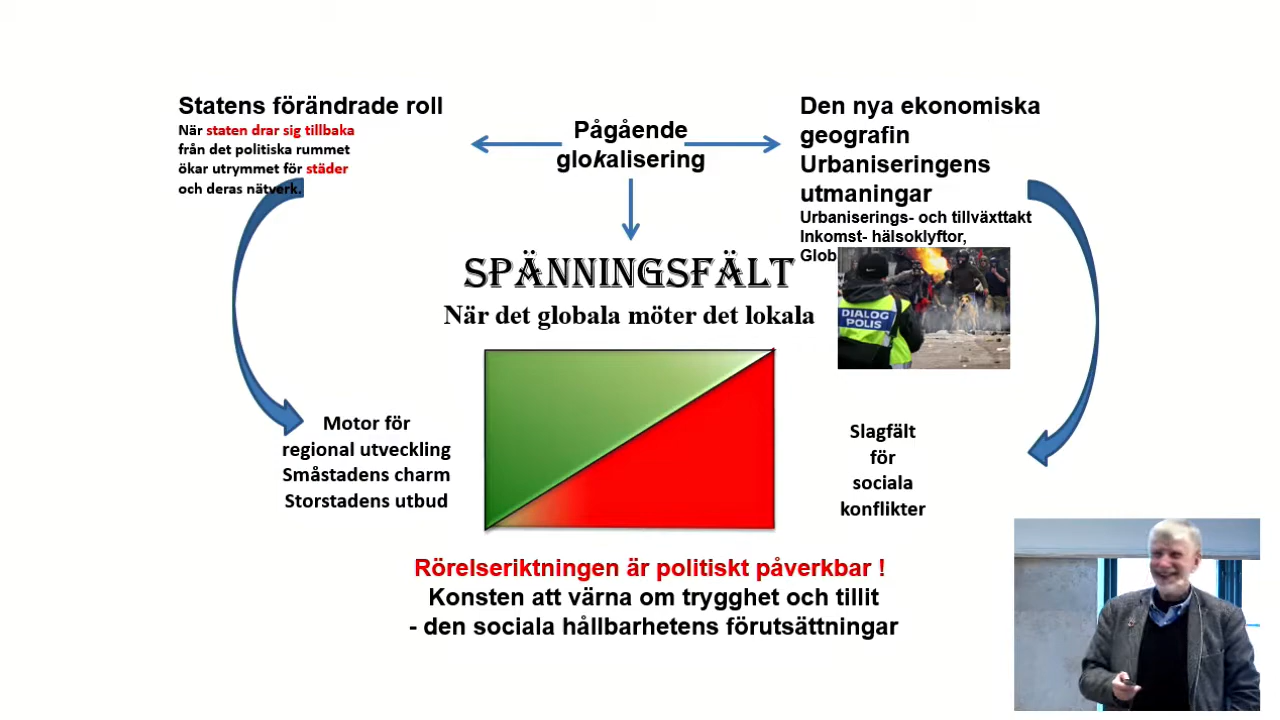 Statens förändrade roll
När staten drar sig tillbaka
från det politiska rummet
ökar utrymmet för städer
och deras nätverk.
Pågående
glokalisering
Den nya ekonomiska
geografin
Urbaniseringens
utmaningar
Urbaniserings- och tillväxttakt
Inkomst- hälsoklyftor,
Glob
SPÄNNINGSFÄLT
När det globala möter det lokala
DIALOG
POLIS
Motor för
regional utveckling
Småstadens charm
Storstadens utbud
Slagfält
för
sociala
konflikter
Rörelseriktningen är politiskt påverkbar !
Konsten att värna om trygghet och tillit
- den sociala hållbarhetens förutsättningar